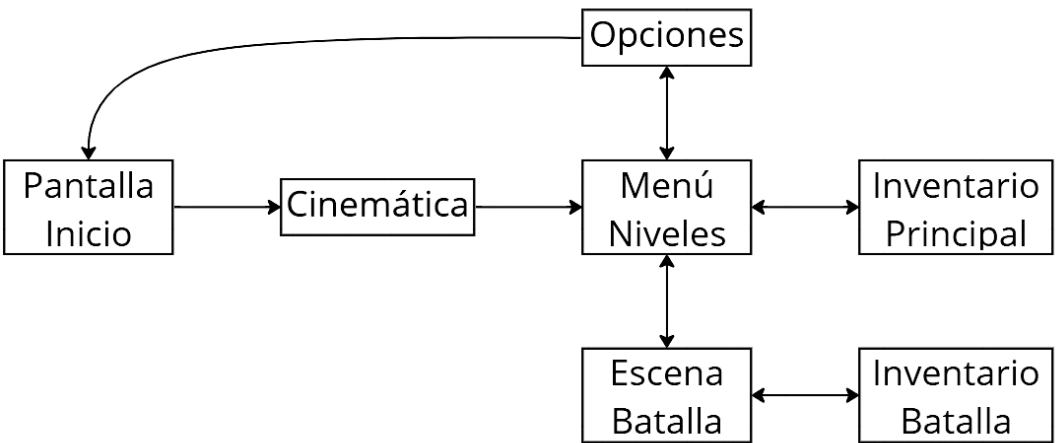 Opciones
Pantalla
Inicio
Cinemática
Menú
Niveles
Inventario
Principal
Escena
Batalla
Inventario
Batalla